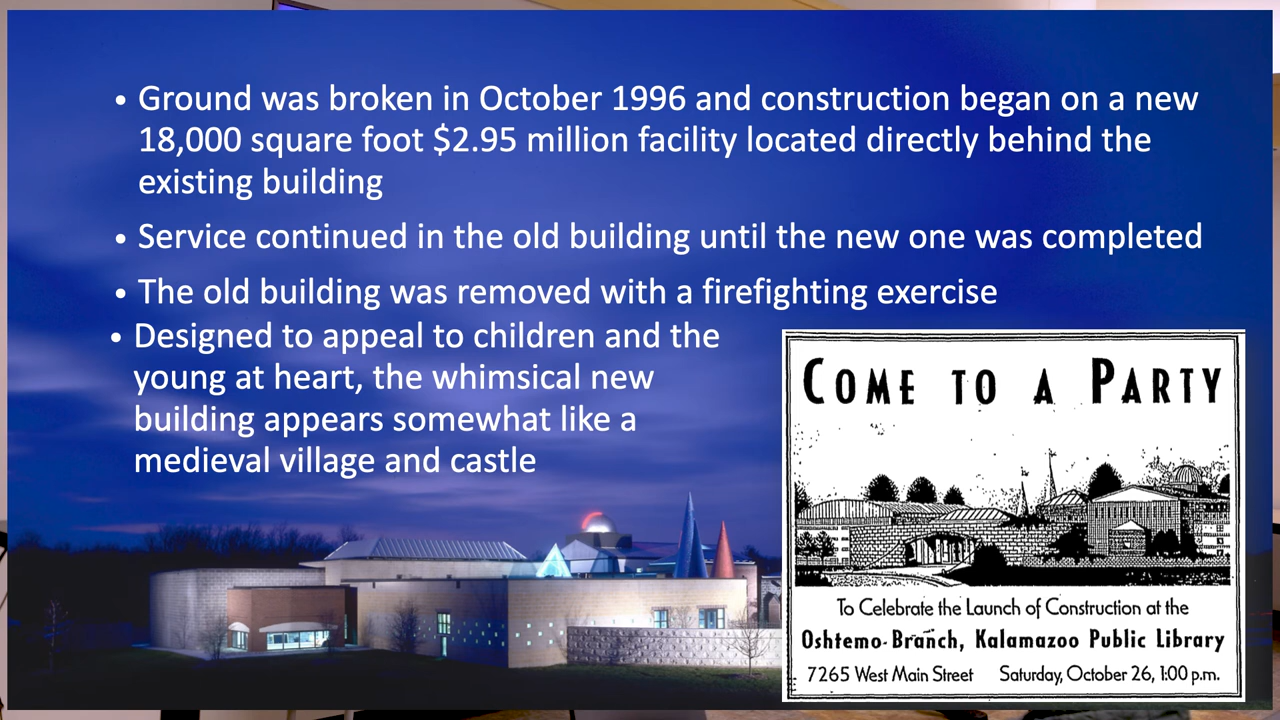 • Ground was broken in October 1996 and construction began on a new
18,000 square foot $2.95 million facility located directly behind the
existing building
• Service continued in the old building until the new one was completed
• The old building was removed with a firefighting exercise
• Designed to appeal to children and the
young at heart, the whimsical new
building appears somewhat like a
medieval village and castle
COME TO A PARTY
To Celebrate the Launch of Construction at the
Oshtemo-Branch, Kalamazoo Public Library
7265 West Main Street Saturday, October 26, 1:00 p.m.